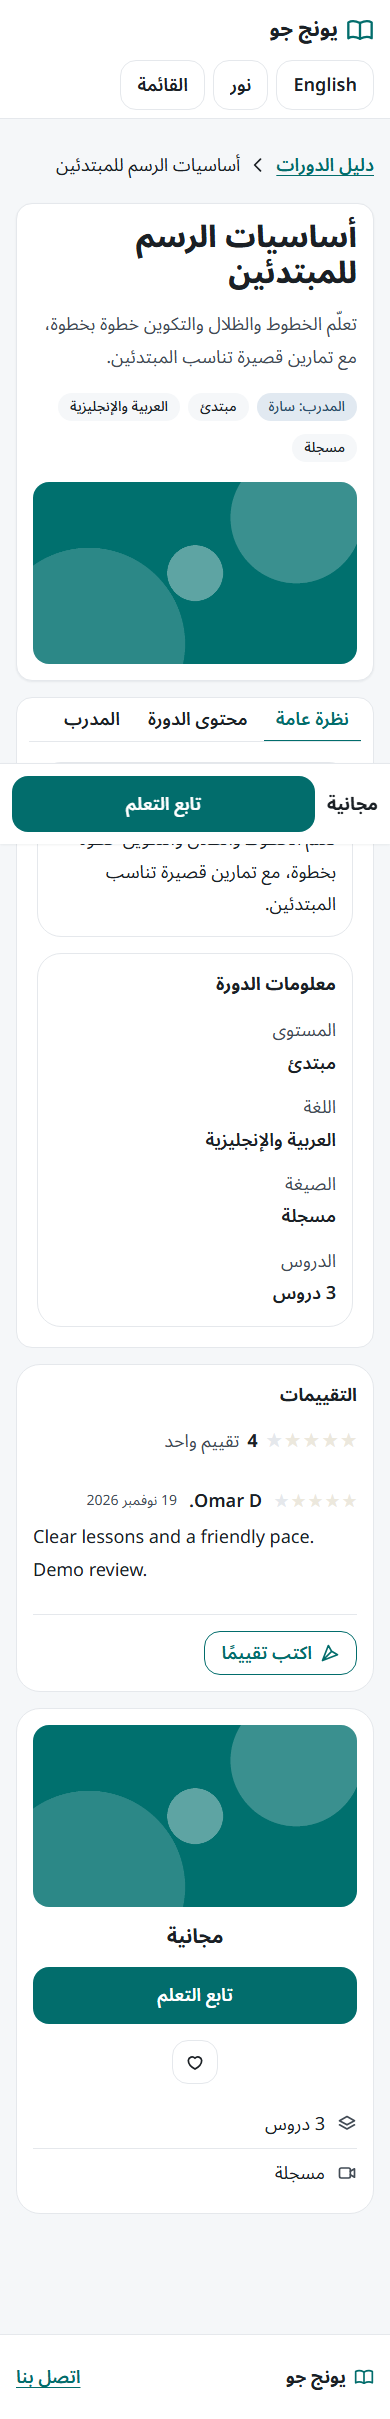 يونج جو
English
نور
القائمة
دليل الدورات
أساسيات الرسم للمبتدئين
أساسيات الرسم
للمبتدئين
تعلّم الخطوط والظلال والتكوين خطوة بخطوة،
مع تمارين قصيرة تناسب المبتدئين.
المدرب: سارة
مبتدئ
العربية والإنجليزية
مسجلة
نظرة عامة
محتوى الدورة
المدرب
مجانية
تابع التعلم
بخطوة، مع تمارين قصيرة تناسب
المبتدئين.
معلومات الدورة
المستوى
مبتدئ
اللغة
العربية والإنجليزية
الصيغة
مسجلة
الدروس
3 دروس
التقييمات
4 تقييم واحد
Omar D.
19 نوفمبر 2026
Clear lessons and a friendly pace.
Demo review.
اكتب تقييمًا
مجانية
تابع التعلم
3 دروس
مسجلة
يونج جو
اتصل بنا